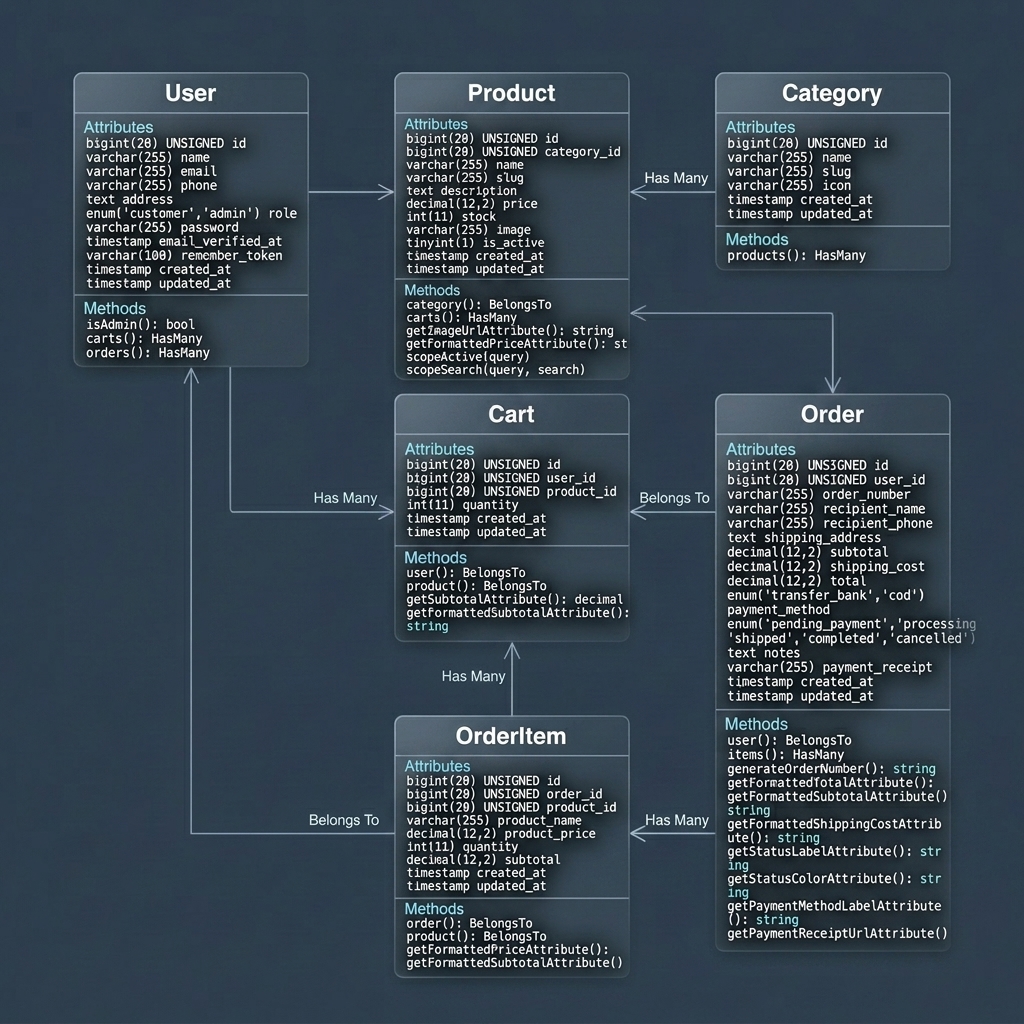 User
Attributes
bigint(20) UNSIGNED id
varchar(255) name
varchar(255) email
varchar(255) phone
text address
enum('customer','admin') role
varchar(255) password
timestamp email_verified_at
varchar(100) remember_token
timestamp created_at
timestamp updated_at
Methods
isAdmin(): bool
carts(): HasMany
orders(): HasMany
Product
Attributes
bigint(20) UNSIGNED id
bigint(20) UNSIGNED category_id
varchar(255) name
varchar(255) slug
text description
decimal(12,2) price
int(11) stock
varchar(255) image
tinyint(1) is_active
timestamp created_at
timestamp updated_at
Methods
category(): BelongsTo
carts(): HasMany
getImageUrlAttribute(): string
getFormattedPriceAttribute(): st
scopeActive(query)
scopeSearch(query, search)
Has Many
Category
Attributes
bigint(20) UNSIGNED id
varchar(255) name
varchar(255) slug
varchar(255) icon
timestamp created_at
timestamp updated_at
Methods
products(): HasMany
Has Many
Cart
Attributes
bigint(20) UNSIGNED id
bigint(20) UNSIGNED user_id
bigint(20) UNSIGNED product_id
int(11) quantity
timestamp created_at
timestamp updated_at
Methods
user(): BelongsTo
product(): BelongsTo
getSubtotalAttribute(): decimal
getFormattedSubtotalAttribute():
string
Belongs To
Order
Attributes
bigint(20) UNSIGNED id
bigint(20) UNSIGNED user_id
varchar(255) order_number
varchar(255) recipient_name
varchar(255) recipient_phone
text shipping_address
decimal(12,2) subtotal
decimal(12,2) shipping_cost
decimal(12,2) total
enum('transfer_bank','cod')
payment_method
enum('pending_payment','processing
'shipped','completed','cancelled')
text notes
varchar(255) payment_receipt
timestamp created_at
timestamp updated_at
Methods
user(): BelongsTo
items(): HasMany
generateOrderNumber(): string
getFormattedTotalAttribute():
getFormattedSubtotalAttribute()
string
getFormattedShippingCostAttrib
ute(): string
getStatusLabelAttribute(): str
ing
getStatusColorAttribute(): str
ing
getPaymentMethodLabelAttribute
(): string
getPaymentReceiptUrlAttribute()
Has Many
OrderItem
Attributes
bigint(20) UNSIGNED id
bigint(20) UNSIGNED order_id
bigint(20) UNSIGNED product_id
varchar(255) product_name
decimal(12,2) product_price
int(11) quantity
decimal(12,2) subtotal
timestamp created_at
timestamp updated_at
Methods
order(): BelongsTo
product(): BelongsTo
getFormattedPriceAttribute():
getFormattedSubtotalAttribute()
Belongs To
Has Many